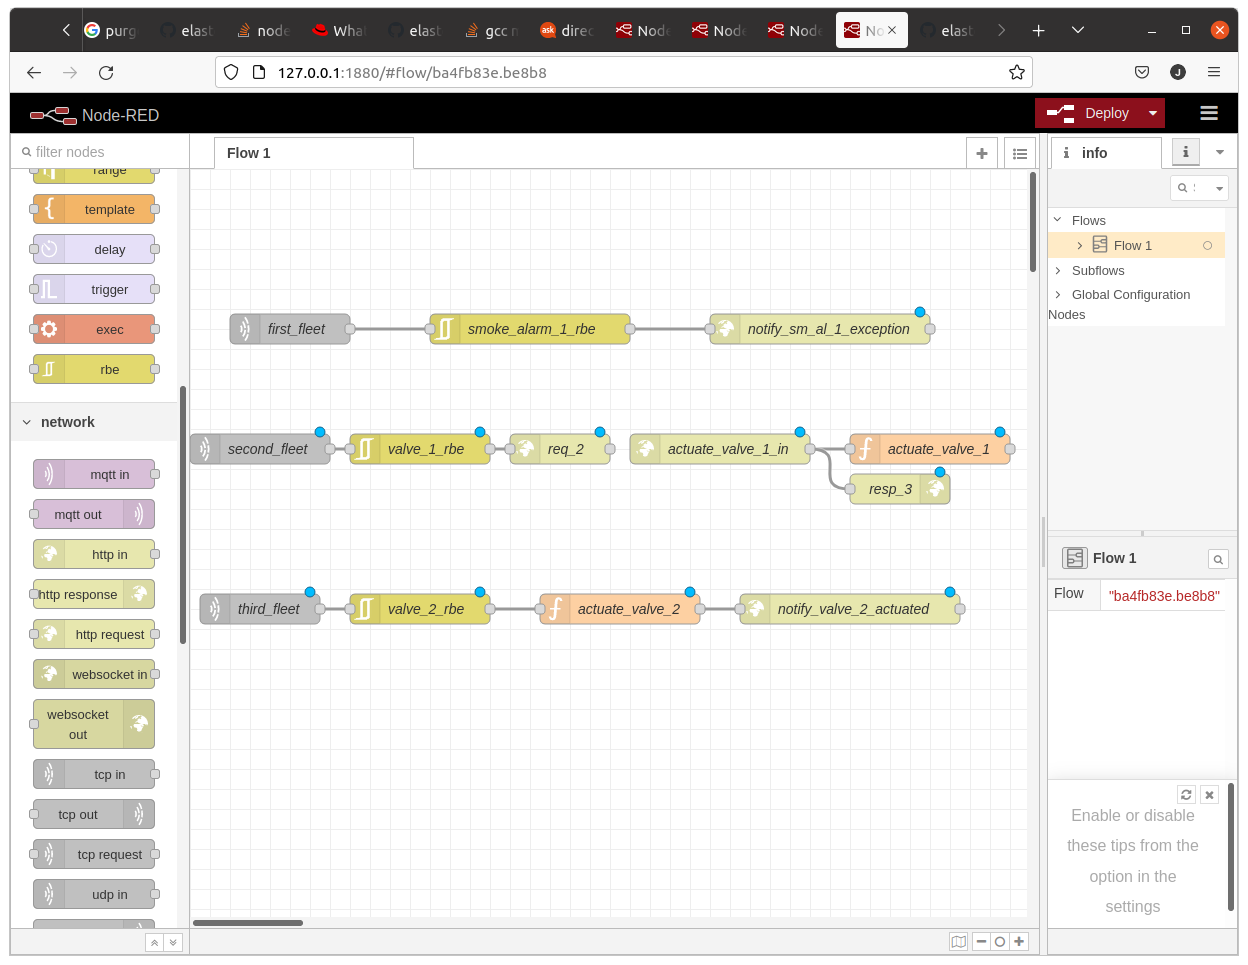 purg
elast
node
Wha
elast
gcc n
direc
Node
Node
Node
No
elast
127.0.0.1:1880/#flow/ba4fb83e.be8b8
J
Node-RED
Deploy
filter nodes
Flow 1
info
range
template
delay
trigger
exec
rbe
network
mqtt in
mqtt out
http in
http response
http request
websocket in
websocket
out
tcp in
tcp out
tcp request
udp in
first_fleet
smoke_alarm_1_rbe
notify_sm_al_1_exception
second_fleet
valve_1_rbe
req_2
actuate_valve_1_in
actuate_valve_1
resp_3
third_fleet
valve_2_rbe
actuate_valve_2
notify_valve_2_actuated
Flows
Flow 1
Subflows
Global Configuration
Nodes
Flow 1
Flow
"ba4fb83e.be8b8"
Enable or disable
these tips from the
option in the
settings